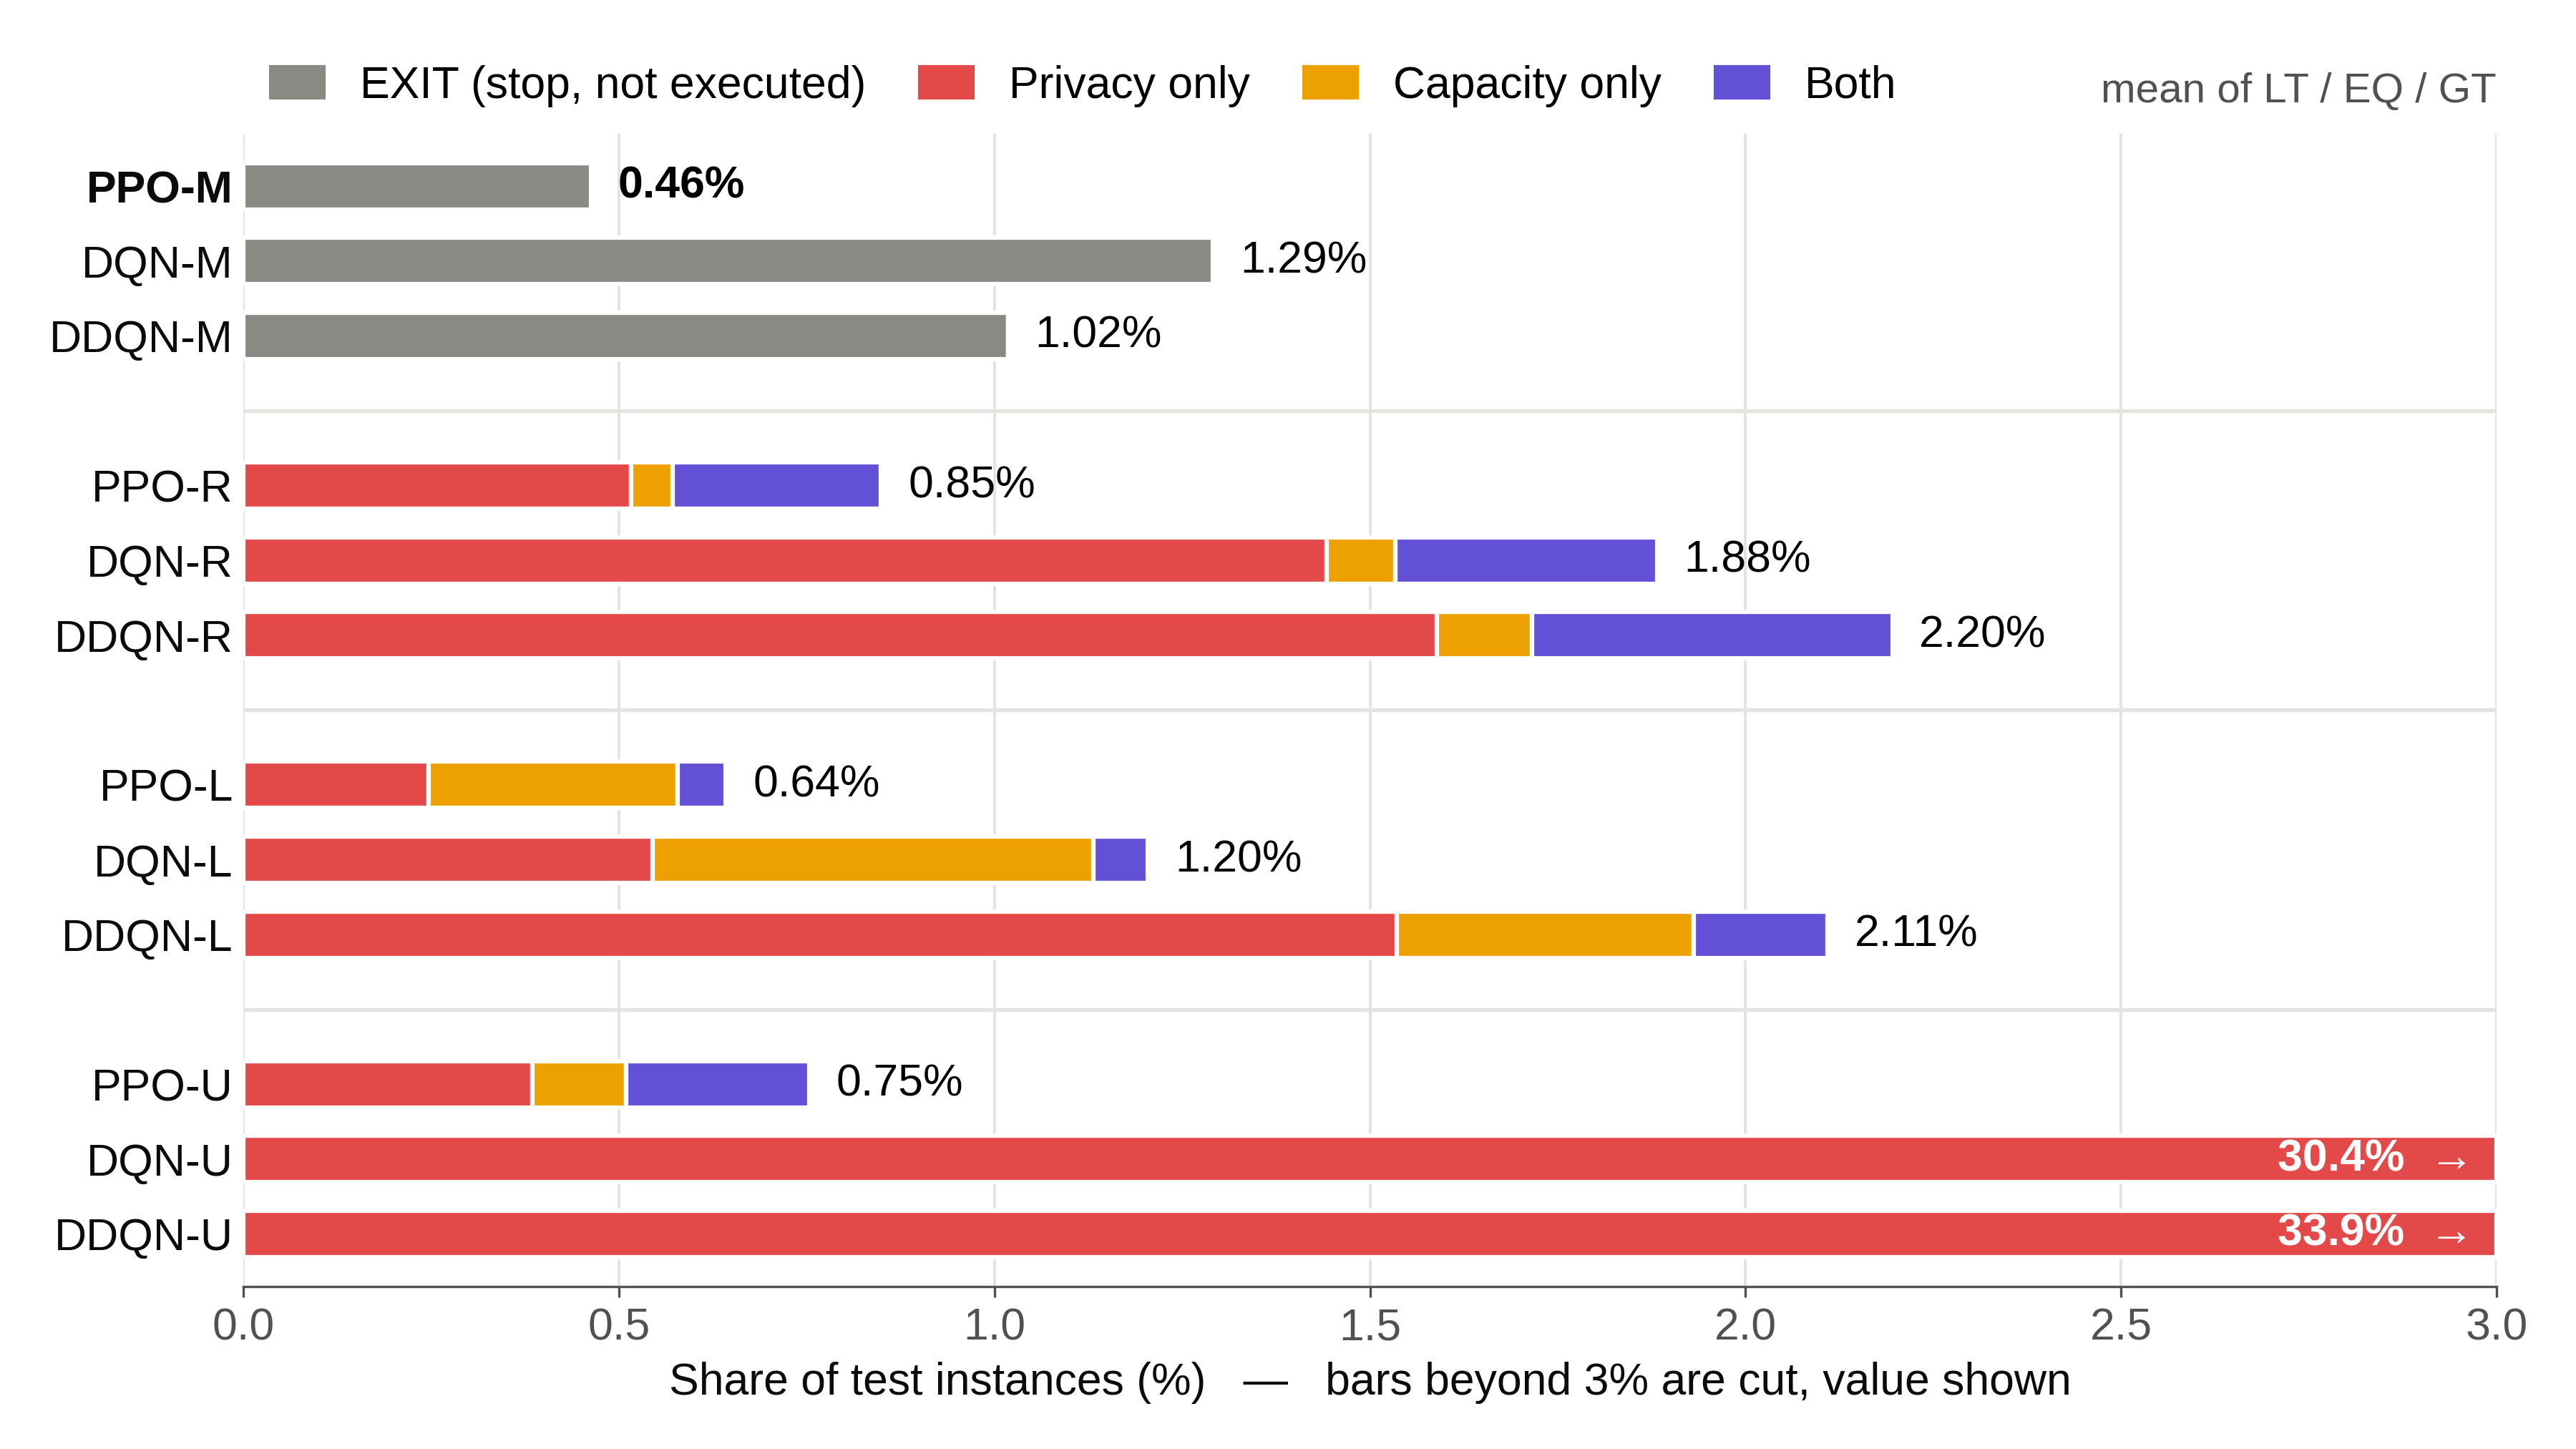 EXIT (stop, not executed) Privacy only Capacity only Both mean of LT / EQ / GT
PPO-M 0.46%
DQN-M 1.29%
DDQN-M 1.02%
PPO-R 0.85%
DQN-R 1.88%
DDQN-R 2.20%
PPO-L 0.64%
DQN-L 1.20%
DDQN-L 2.11%
PPO-U 0.75%
DQN-U 30.4% →
DDQN-U 33.9% →
0.0 0.5 1.0 1.5 2.0 2.5 3.0
Share of test instances (%) — bars beyond 3% are cut, value shown